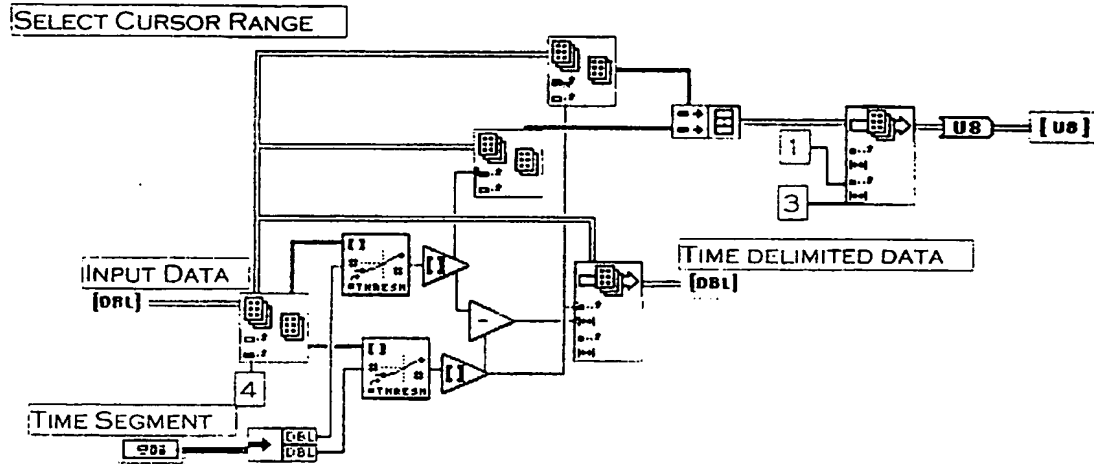 SELECT CURSOR RANGE
U8
[U8]
1
3
TIME DELIMITED DATA
[DBL]
INPUT DATA
[DBL]
[ ]
[ ]
THRESH
-
[ ]
[ ]
THRESH
4
TIME SEGMENT
DBL
DBL